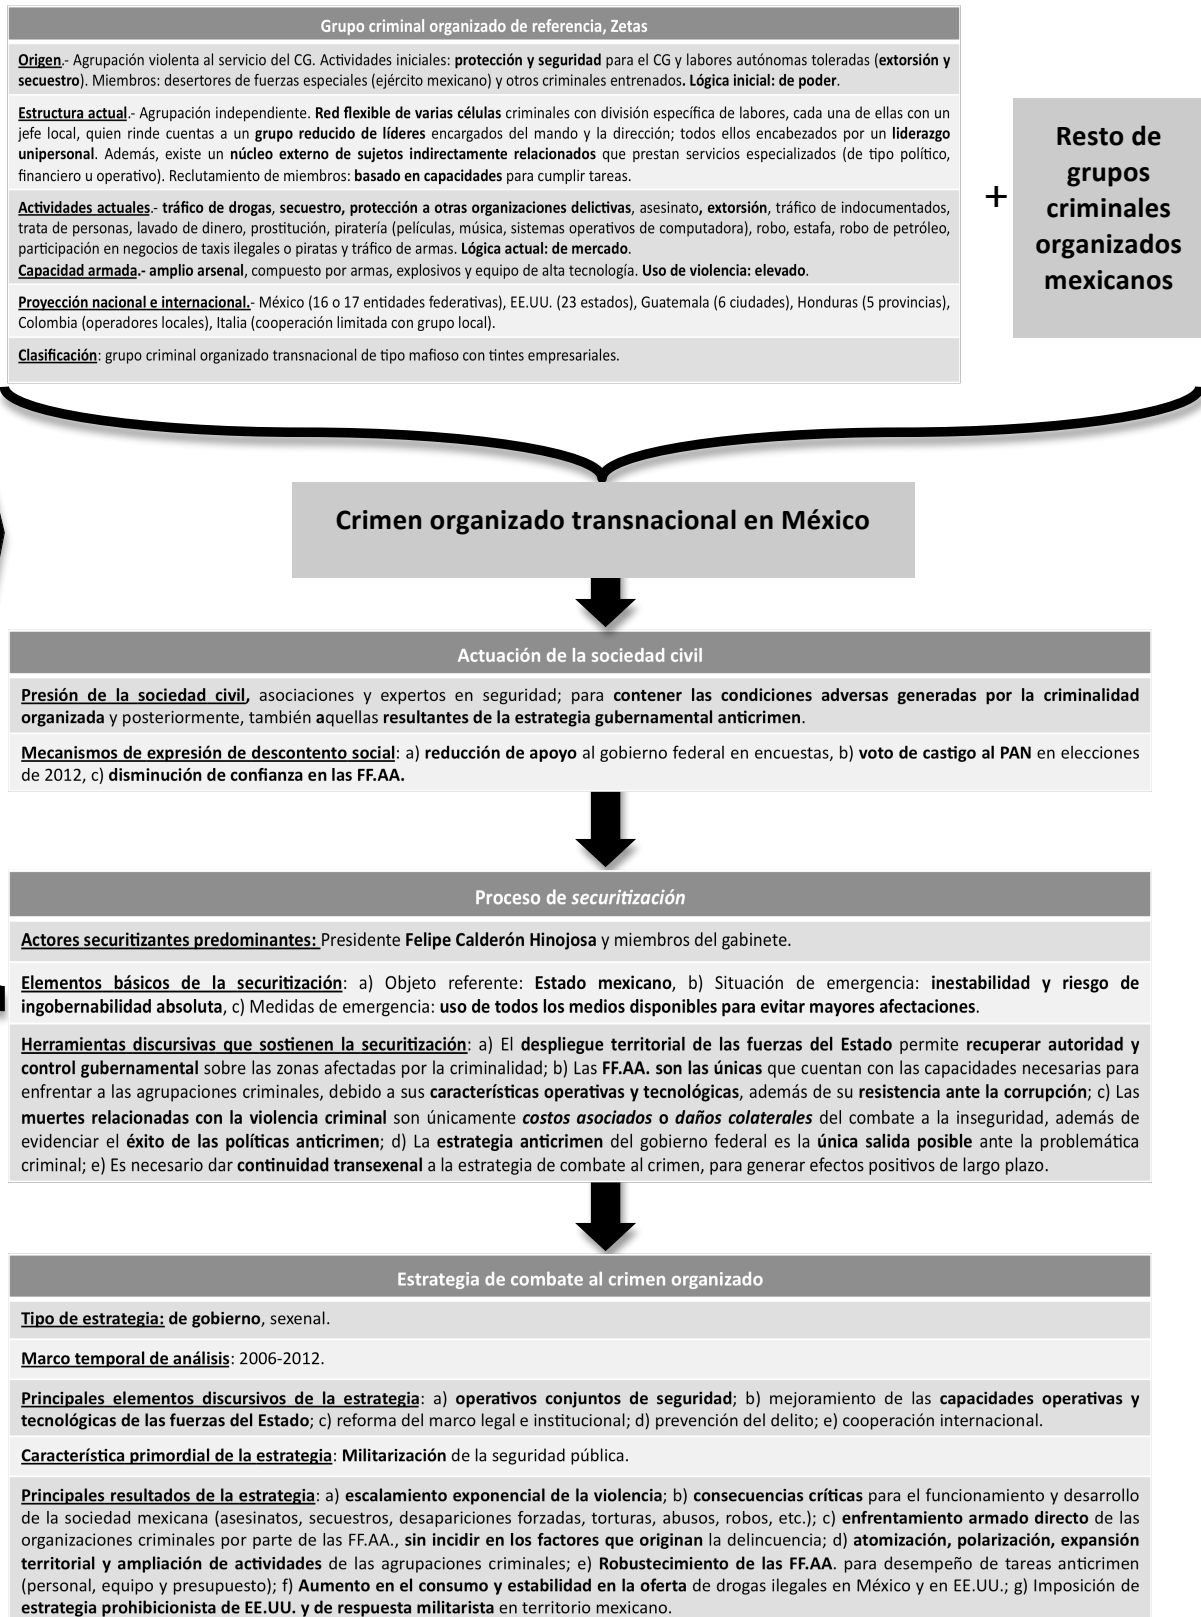 Grupo criminal organizado de referencia, Zetas
Origen.- Agrupación violenta al servicio del CG. Actividades iniciales: protección y seguridad para el CG y labores autónomas toleradas (extorsión y
secuestro). Miembros: desertores de fuerzas especiales (ejército mexicano) y otros criminales entrenados. Lógica inicial: de poder.
Estructura actual.- Agrupación independiente. Red flexible de varias células criminales con división específica de labores, cada una de ellas con un
jefe local, quien rinde cuentas a un grupo reducido de líderes encargados del mando y la dirección; todos ellos encabezados por un liderazgo
unipersonal. Además, existe un núcleo externo de sujetos indirectamente relacionados que prestan servicios especializados (de tipo político,
financiero u operativo). Reclutamiento de miembros: basado en capacidades para cumplir tareas.
Actividades actuales.- tráfico de drogas, secuestro, protección a otras organizaciones delictivas, asesinato, extorsión, tráfico de indocumentados,
trata de personas, lavado de dinero, prostitución, piratería (películas, música, sistemas operativos de computadora), robo, estafa, robo de petróleo,
participación en negocios de taxis ilegales o piratas y tráfico de armas. Lógica actual: de mercado.
Capacidad armada.- amplio arsenal, compuesto por armas, explosivos y equipo de alta tecnología. Uso de violencia: elevado.
Proyección nacional e internacional.- México (16 o 17 entidades federativas), EE.UU. (23 estados), Guatemala (6 ciudades), Honduras (5 provincias),
Colombia (operadores locales), Italia (cooperación limitada con grupo local).
Clasificación: grupo criminal organizado transnacional de tipo mafioso con tintes empresariales.
+
Resto de
grupos
criminales
organizados
mexicanos
Crimen organizado transnacional en México
Actuación de la sociedad civil
Presión de la sociedad civil, asociaciones y expertos en seguridad; para contener las condiciones adversas generadas por la criminalidad
organizada y posteriormente, también aquellas resultantes de la estrategia gubernamental anticrimen.
Mecanismos de expresión de descontento social: a) reducción de apoyo al gobierno federal en encuestas, b) voto de castigo al PAN en elecciones
de 2012, c) disminución de confianza en las FF.AA.
Proceso de securitización
Actores securitizantes predominantes: Presidente Felipe Calderón Hinojosa y miembros del gabinete.
Elementos básicos de la securitización: a) Objeto referente: Estado mexicano, b) Situación de emergencia: inestabilidad y riesgo de
ingobernabilidad absoluta, c) Medidas de emergencia: uso de todos los medios disponibles para evitar mayores afectaciones.
Herramientas discursivas que sostienen la securitización: a) El despliegue territorial de las fuerzas del Estado permite recuperar autoridad y
control gubernamental sobre las zonas afectadas por la criminalidad; b) Las FF.AA. son las únicas que cuentan con las capacidades necesarias para
enfrentar a las agrupaciones criminales, debido a sus características operativas y tecnológicas, además de su resistencia ante la corrupción; c) Las
muertes relacionadas con la violencia criminal son únicamente costos asociados o daños colaterales del combate a la inseguridad, además de
evidenciar el éxito de las políticas anticrimen; d) La estrategia anticrimen del gobierno federal es la única salida posible ante la problemática
criminal; e) Es necesario dar continuidad transexenal a la estrategia de combate al crimen, para generar efectos positivos de largo plazo.
Estrategia de combate al crimen organizado
Tipo de estrategia: de gobierno, sexenal.
Marco temporal de análisis: 2006-2012.
Principales elementos discursivos de la estrategia: a) operativos conjuntos de seguridad; b) mejoramiento de las capacidades operativas y
tecnológicas de las fuerzas del Estado; c) reforma del marco legal e institucional; d) prevención del delito; e) cooperación internacional.
Característica primordial de la estrategia: Militarización de la seguridad pública.
Principales resultados de la estrategia: a) escalamiento exponencial de la violencia; b) consecuencias críticas para el funcionamiento y desarrollo
de la sociedad mexicana (asesinatos, secuestros, desapariciones forzadas, torturas, abusos, robos, etc.); c) enfrentamiento armado directo de las
organizaciones criminales por parte de las FF.AA., sin incidir en los factores que originan la delincuencia; d) atomización, polarización, expansión
territorial y ampliación de actividades de las agrupaciones criminales; e) Robustecimiento de las FF.AA. para desempeño de tareas anticrimen
(personal, equipo y presupuesto); f) Aumento en el consumo y estabilidad en la oferta de drogas ilegales en México y en EE.UU.; g) Imposición de
estrategia prohibicionista de EE.UU. y de respuesta militarista en territorio mexicano.